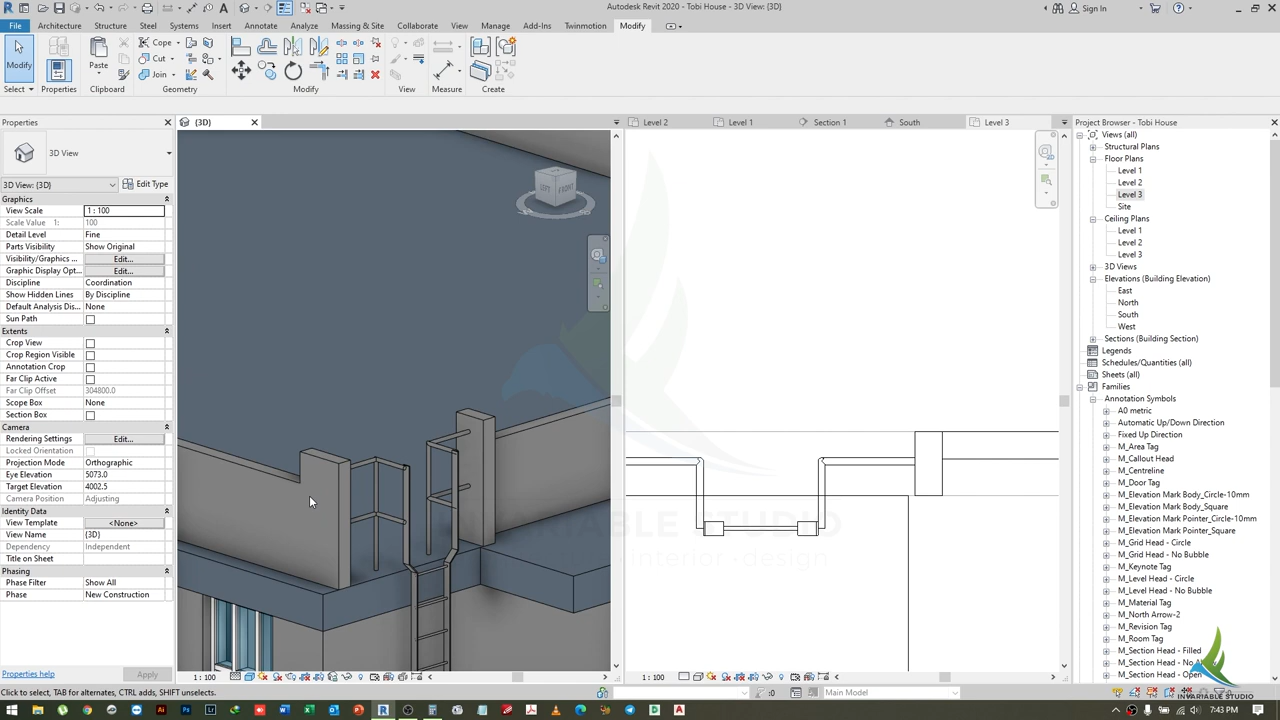 Autodesk Revit 2020 - Tobi House - 3D View: {3D}
Sign In
File Architecture Structure Steel Systems Insert Annotate Analyze Massing & Site Collaborate View Manage Add-Ins Twinmotion Modify
Modify Properties Paste Cope Cut Join
Select Properties Clipboard Geometry Modify View Measure Create
Properties
{3D}
Level 2
Level 1
Section 1
South
Level 3
Project Browser - Tobi House
3D View
3D View: {3D} Edit Type
Graphics
View Scale 1 : 100
Scale Value 1: 100
Detail Level Fine
Parts Visibility Show Original
Visibility/Graphics ... Edit...
Graphic Display Opt... Edit...
Discipline Coordination
Show Hidden Lines By Discipline
Default Analysis Dis... None
Sun Path
Extents
Crop View
Crop Region Visible
Annotation Crop
Far Clip Active
Far Clip Offset 304800.0
Scope Box None
Section Box
Camera
Rendering Settings Edit...
Locked Orientation
Projection Mode Orthographic
Eye Elevation 5073.0
Target Elevation 4002.5
Camera Position Adjusting
Identity Data
View Template <None>
View Name {3D}
Dependency Independent
Title on Sheet
Phasing
Phase Filter Show All
Phase New Construction
Properties help Apply
LEFT FRONT
INVARIABLE STUDIO
interior-design
Views (all)
Structural Plans
Floor Plans
Level 1
Level 2
Level 3
Site
Ceiling Plans
Level 1
Level 2
Level 3
3D Views
Elevations (Building Elevation)
East
North
South
West
Sections (Building Section)
Legends
Schedules/Quantities (all)
Sheets (all)
Families
Annotation Symbols
A0 metric
Automatic Up/Down Direction
Fixed Up Direction
M_Area Tag
M_Callout Head
M_Centreline
M_Door Tag
M_Elevation Mark Body_Circle-10mm
M_Elevation Mark Body_Square
M_Elevation Mark Pointer_Circle-10mm
M_Elevation Mark Pointer_Square
M_Grid Head - Circle
M_Grid Head - No Bubble
M_Keynote Tag
M_Level Head - Circle
M_Level Head - No Bubble
M_Material Tag
M_North Arrow-2
M_Revision Tag
M_Room Tag
M_Section Head - Filled
M_Section Head - No
M_Section Head - Open
1 : 100
1 : 100
Click to select, TAB for alternates, CTRL adds, SHIFT unselects.
:0
Main Model
INVARIABLE STUDIO
7:43 PM